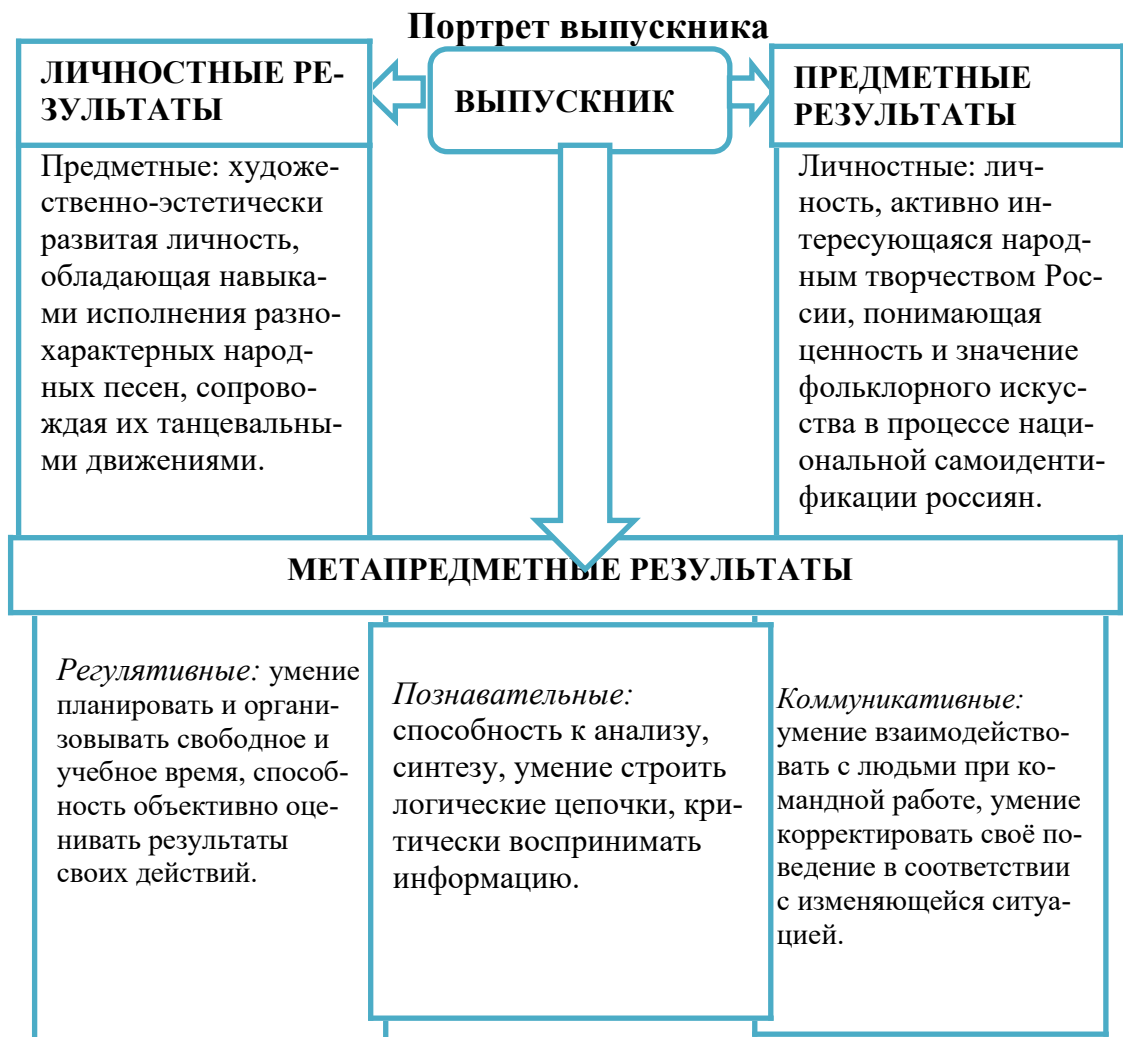 Портрет выпускника
ЛИЧНОСТНЫЕ РЕ-
ЗУЛЬТАТЫ
ВЫПУСКНИК
ПРЕДМЕТНЫЕ
РЕЗУЛЬТАТЫ
Предметные: художе-
ственно-эстетически
развитая личность,
обладающая навыка-
ми исполнения разно-
характерных народ-
ных песен, сопрово-
ждая их танцевальны-
ми движениями.
Личностные: лич-
ность, активно ин-
тересующаяся народ-
ным творчеством Рос-
сии, понимающая
ценность и значение
фольклорного искус-
ства в процессе наци-
ональной самоиденти-
фикации россиян.
МЕТАПРЕДМЕТНЫЕ РЕЗУЛЬТАТЫ
Регулятивные: умение
планировать и органи-
зовывать свободное и
учебное время, способ-
ность объективно оце-
нивать результаты
своих действий.
Познавательные:
способность к анализу,
синтезу, умение строить
логические цепочки, кри-
тически воспринимать
информацию.
Коммуникативные:
умение взаимодейство-
вать с людьми при ко-
мандной работе, умение
корректировать своё по-
ведение в соответствии
с изменяющейся ситуа-
цией.